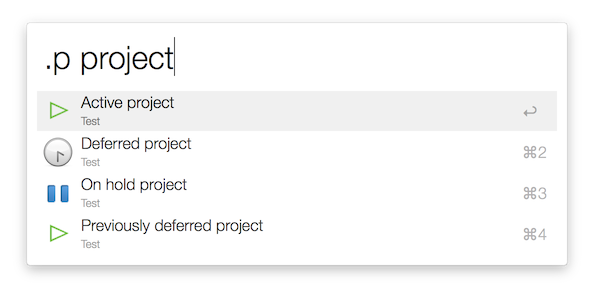 .p project
Active project
Test
↩
Deferred project
Test
⌘2
On hold project
Test
⌘3
Previously deferred project
Test
⌘4